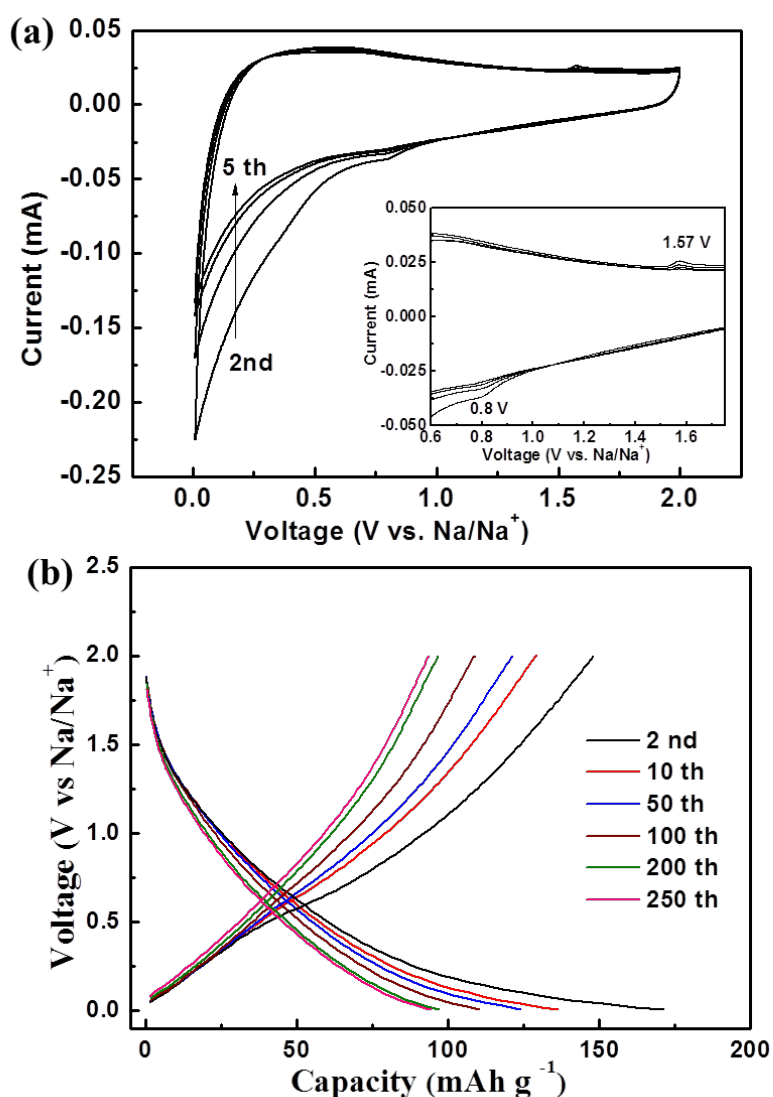 (a)
0.05
0.00
-0.05
-0.10
-0.15
-0.20
0.25
Current (mA)
5 th
2nd
0.0
0.5
1.0
1.5
2.0
Voltage (V vs. Na/Na+)
0.050
0.025
0.000
-0.025
-0.050
Current (mA)
1.57 V
0.8 V
0.6
0.8
1.0
1.2
1.4
1.6
Voltage (V vs. Na/Na+)
(b)
2.5
2.0
1.5
1.0
0.5
0.0
Voltage (V vs Na/Na+
2 nd
10 th
50 th
100 th
200 th
250 th
0
50
100
150
200
Capacity (mAh g -1)